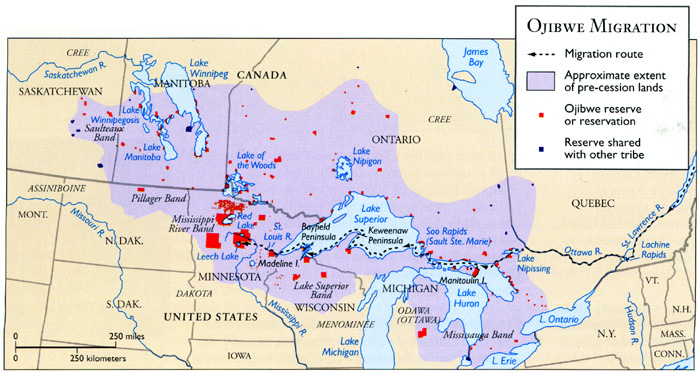 OJIBWE MIGRATION
Migration route
Approximate extent
of pre-cession lands
Ojibwe reserve
or reservation
Reserve shared
with other tribe
CREE
Saskatchewan R.
SASKATCHEWAN
MANITOBA
Lake
Winnipeg
CANADA
James
Bay
Lake
Winnipegosis
Saulteaux
Band
Lake
Manitoba
ONTARIO
CREE
Lake of
the Woods
Lake
Nipigon
ASSINIBOINE
Pillager Band
QUEBEC
MONT.
Missouri R.
N. DAK.
Mississippi
River Band
Red
Lake
St.
Louis R.
Bayfield
Peninsula
Lake
Superior
Keweenaw
Peninsula
Soo Rapids
(Sault Ste. Marie)
Ottawa R.
St. Lawrence R.
Lachine
Rapids
Leech Lake
Madeline I.
Lake
Nipissing
Manitoulin I.
MINNESOTA
Lake Superior
Band
MICHIGAN
Lake
Huron
VT.
S. DAK.
DAKOTA
WISCONSIN
ODAWA
(OTTAWA)
N.H.
UNITED STATES
Mississippi R.
MENOMINEE
Mississauga Band
L. Ontario
Hudson R.
N.Y.
MASS.
CONN.
0 250 miles
0 250 kilometers
IOWA
Lake
Michigan
L. Erie